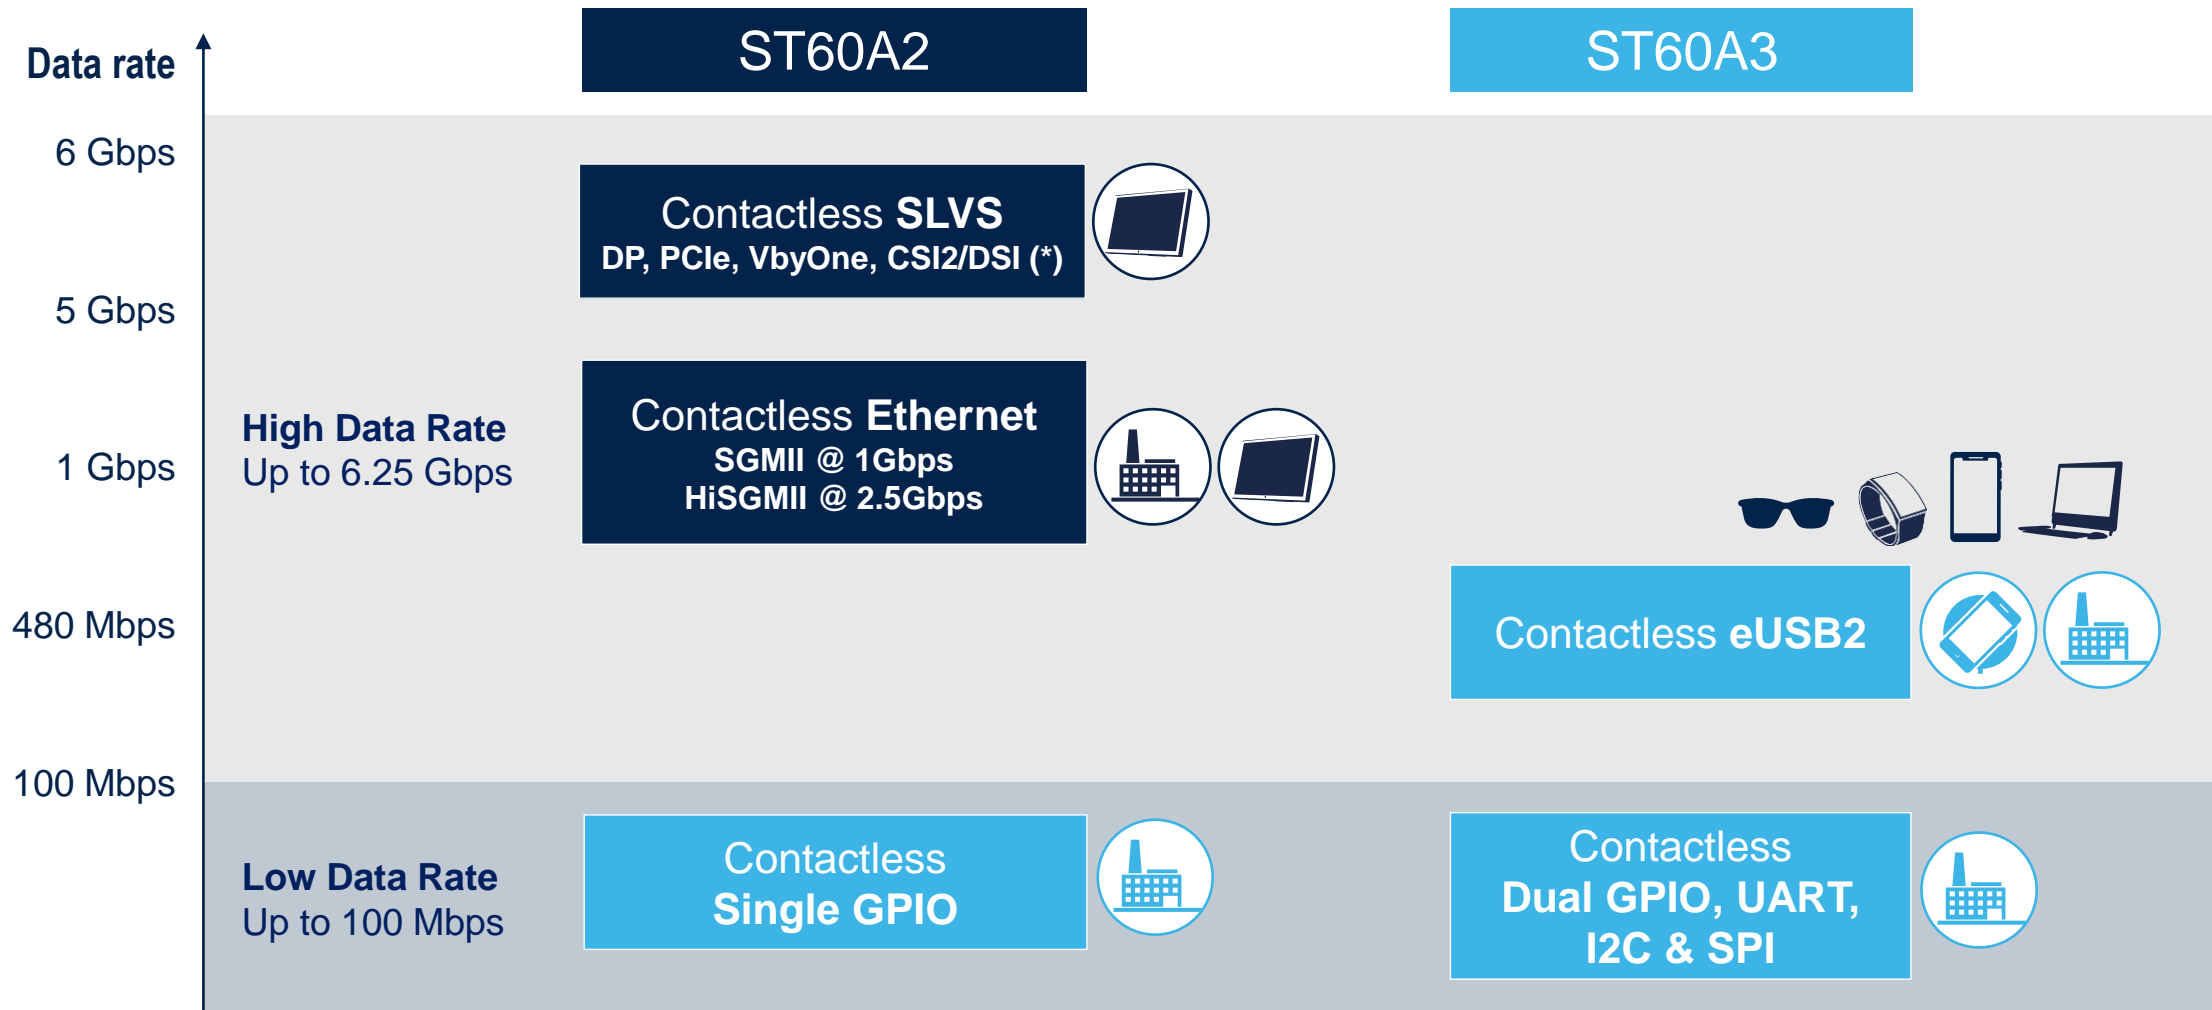 Data rate
ST60A2
ST60A3
6 Gbps
Contactless SLVS
DP, PCIe, VbyOne, CSI2/DSI (*)
5 Gbps
Contactless Ethernet
SGMII @ 1Gbps
HiSGMII @ 2.5Gbps
High Data Rate
Up to 6.25 Gbps
1 Gbps
480 Mbps
Contactless eUSB2
100 Mbps
Low Data Rate
Up to 100 Mbps
Contactless
Single GPIO
Contactless
Dual GPIO, UART,
I2C & SPI